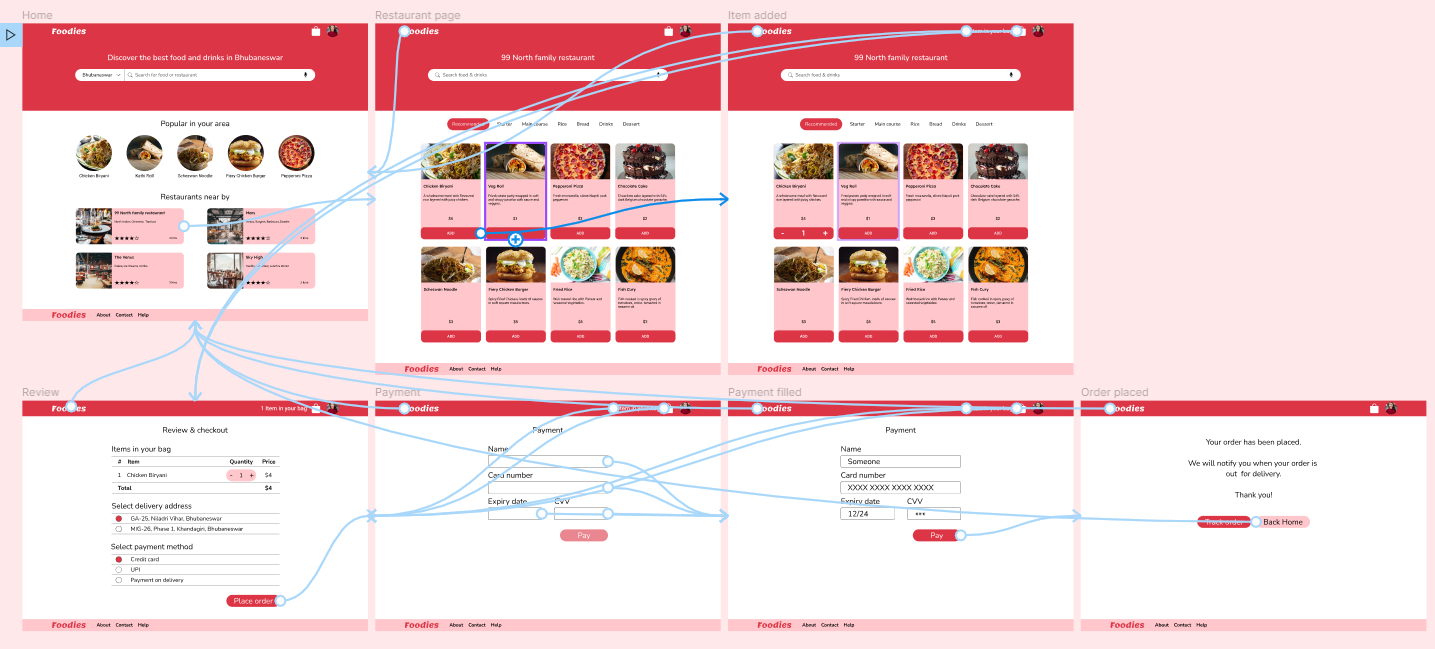 Home
Foodies
Discover the best food and drinks in Bhubaneswar
Bhubaneswar
Search for food or restaurant
Popular in your area
Chicken Biryani
Kathi Roll
Schezwan Noodle
Fiery Chicken Burger
Pepperoni Pizza
Restaurants near by
99 North family restaurant
The Venus
Sky High
Foodies About Contact Help
Restaurant page
oodies
99 North family restaurant
Search food & drinks
Recommended Starter Main course Rice Bread Drinks Dessert
Chicken Biryani
Veg Roll
Pepperoni Pizza
Chocolate Cake
$4
$1
$2
$2
ADD
ADD
ADD
Schezwan Noodle
Fiery Chicken Burger
Fried Rice
Fish Curry
$3
$5
$5
$1
ADD
ADD
ADD
ADD
Foodies About Contact Help
Item added
oodies
99 North family restaurant
Search food & drinks
Recommended Starter Main course Rice Bread Drinks Dessert
Chicken Biryani
Veg Roll
Pepperoni Pizza
Chocolate Cake
$4
$1
$2
$2
- 1 +
ADD
ADD
ADD
Schezwan Noodle
Fiery Chicken Burger
Fried Rice
Fish Curry
ADD
ADD
ADD
ADD
Foodies About Contact Help
Review
Foodies
1 Item in your bag
Review & checkout
Items in your bag
# Item Quantity Price
1 Chicken Biryani - 1 + $4
Total $4
Select delivery address
GA-25, Niladri Vihar, Bhubaneswar
MIG-26, Phase 1, Khandagiri, Bhubaneswar
Select payment method
Credit card
UPI
Payment on delivery
Place order
Foodies About Contact Help
Payment
oodies
Payment
Name
Card number
Expiry date CVV
Pay
Foodies About Contact Help
Payment filled
oodies
Payment
Name
Someone
Card number
XXXX XXXX XXXX XXXX
Expiry date CVV
12/24 ***
Pay
Foodies About Contact Help
Order placed
oodies
Your order has been placed.
We will notify you when your order is
out for delivery.
Thank you!
Track order
Back Home
Foodies About Contact Help